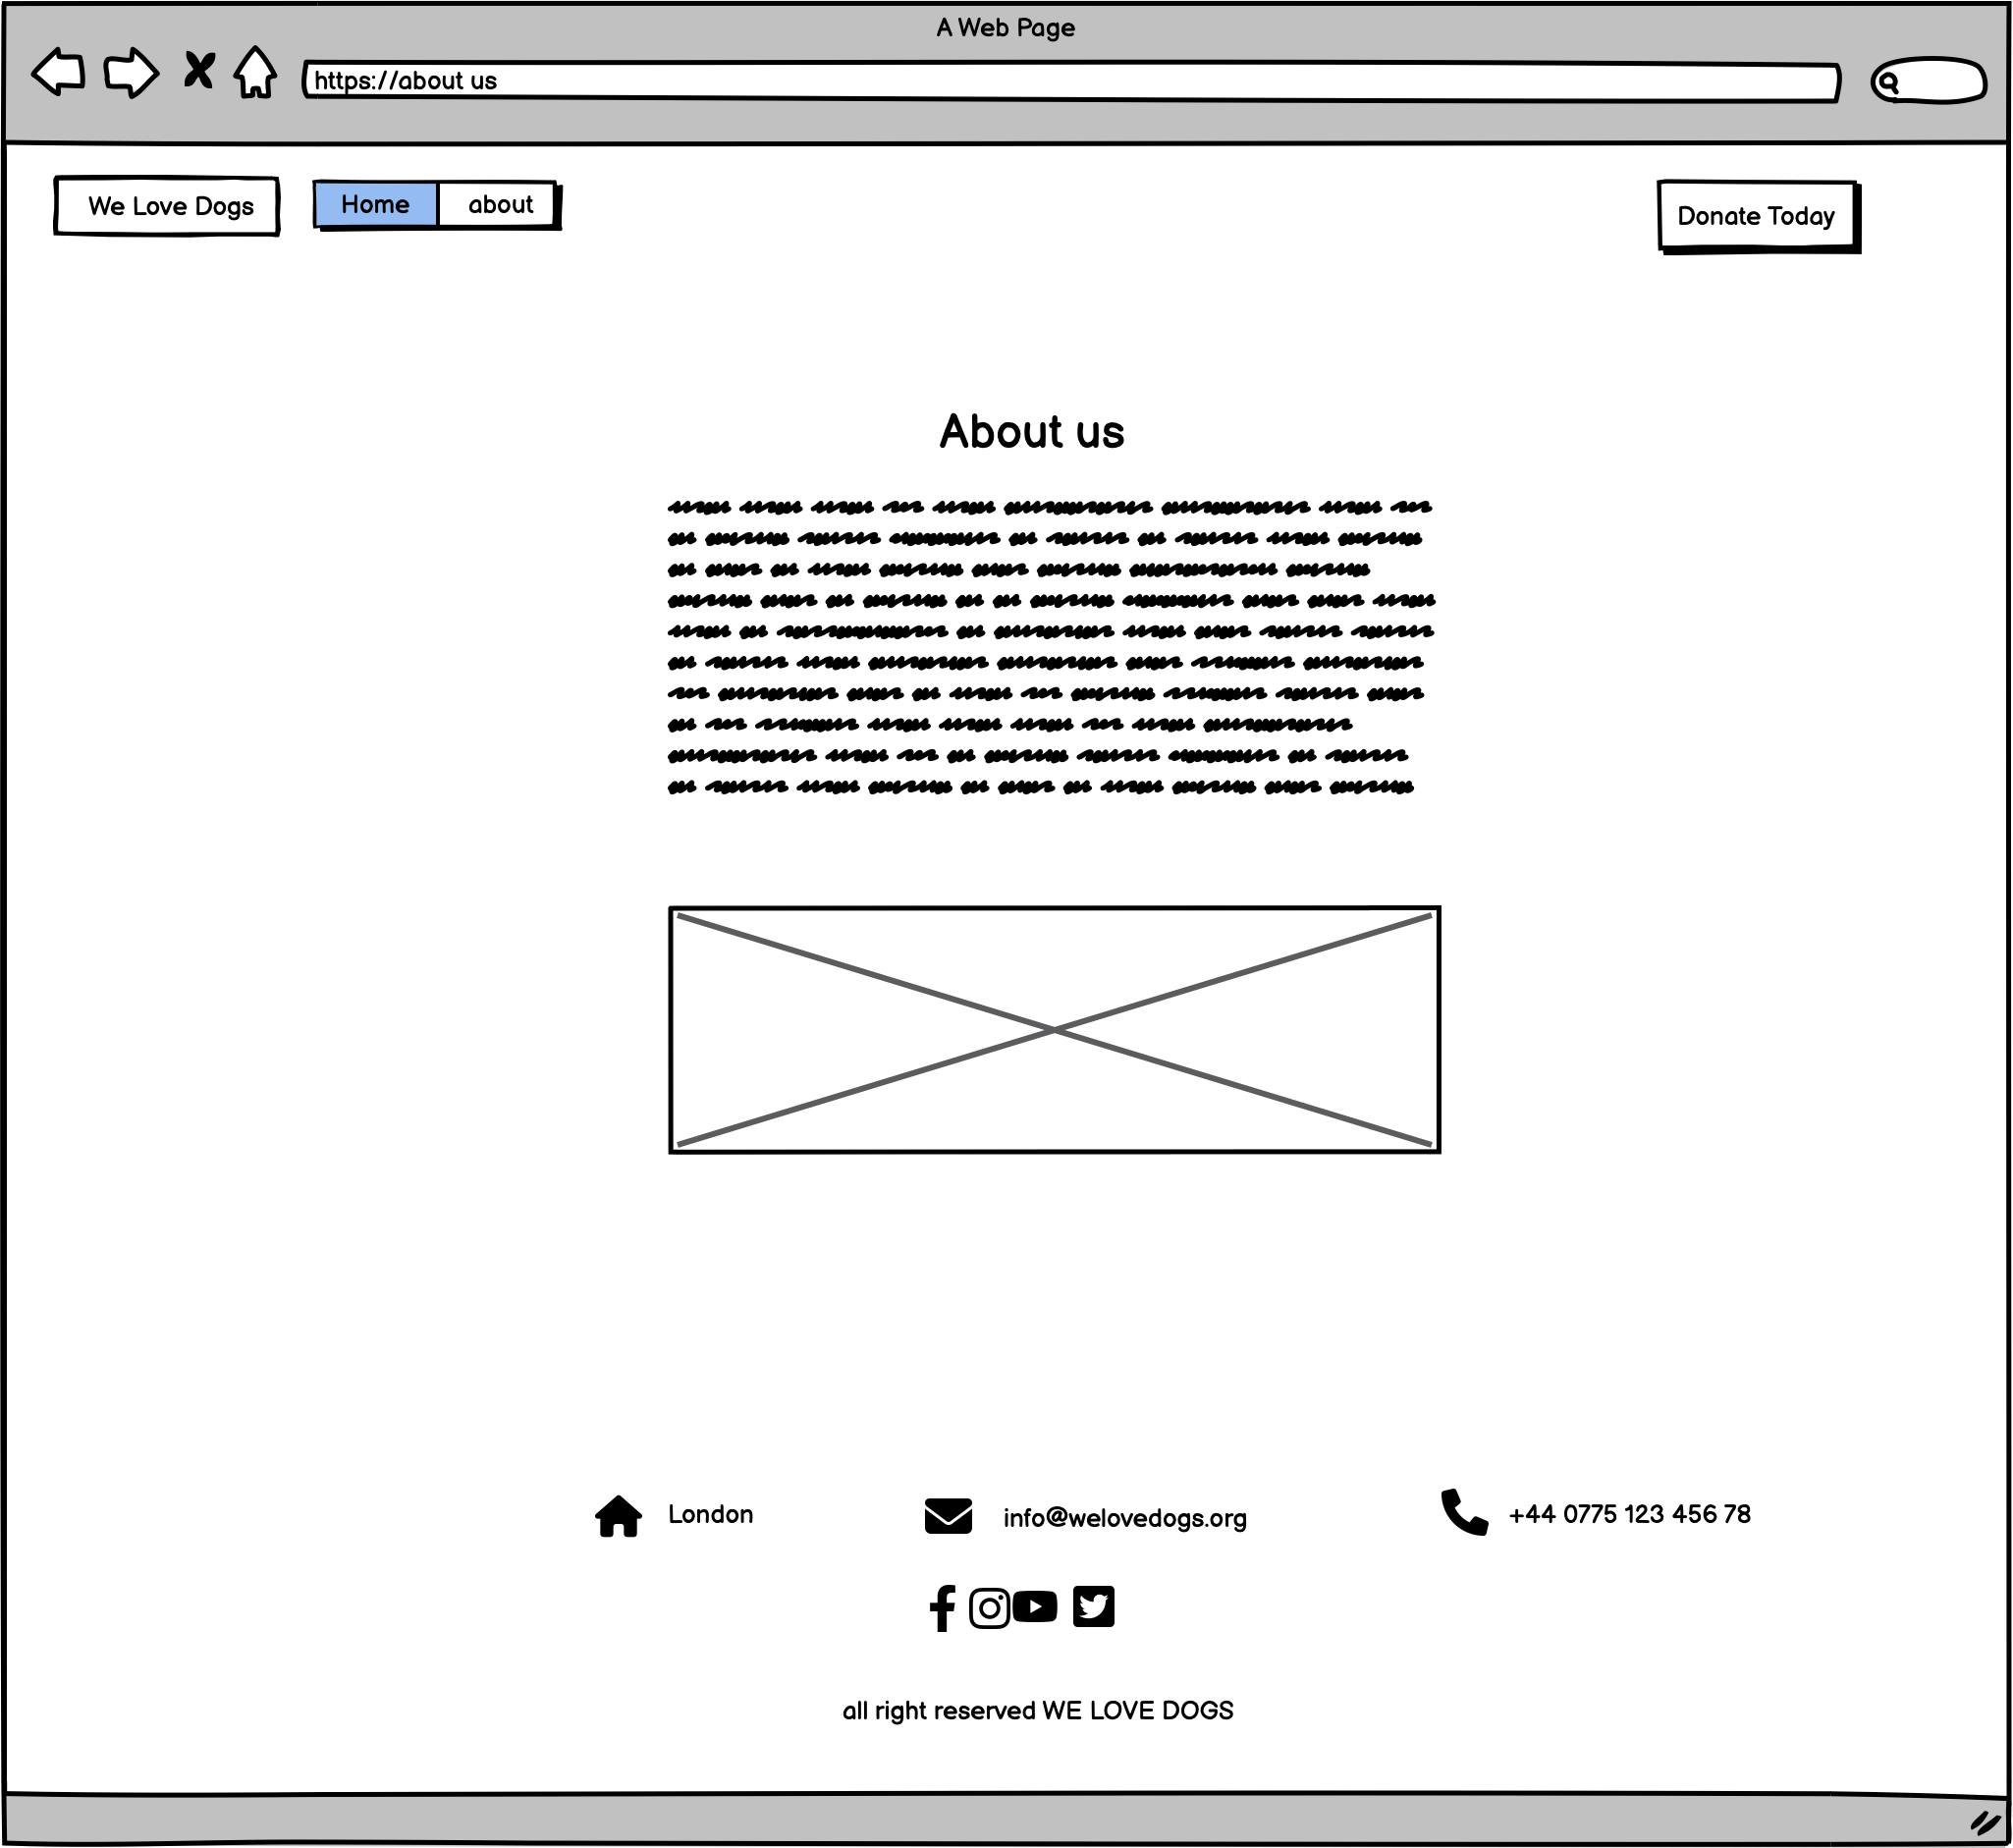 A Web Page
https://about us
We Love Dogs
Home
about
Donate Today
About us
London
info@welovedogs.org
+44 0775 123 456 78
all right reserved WE LOVE DOGS